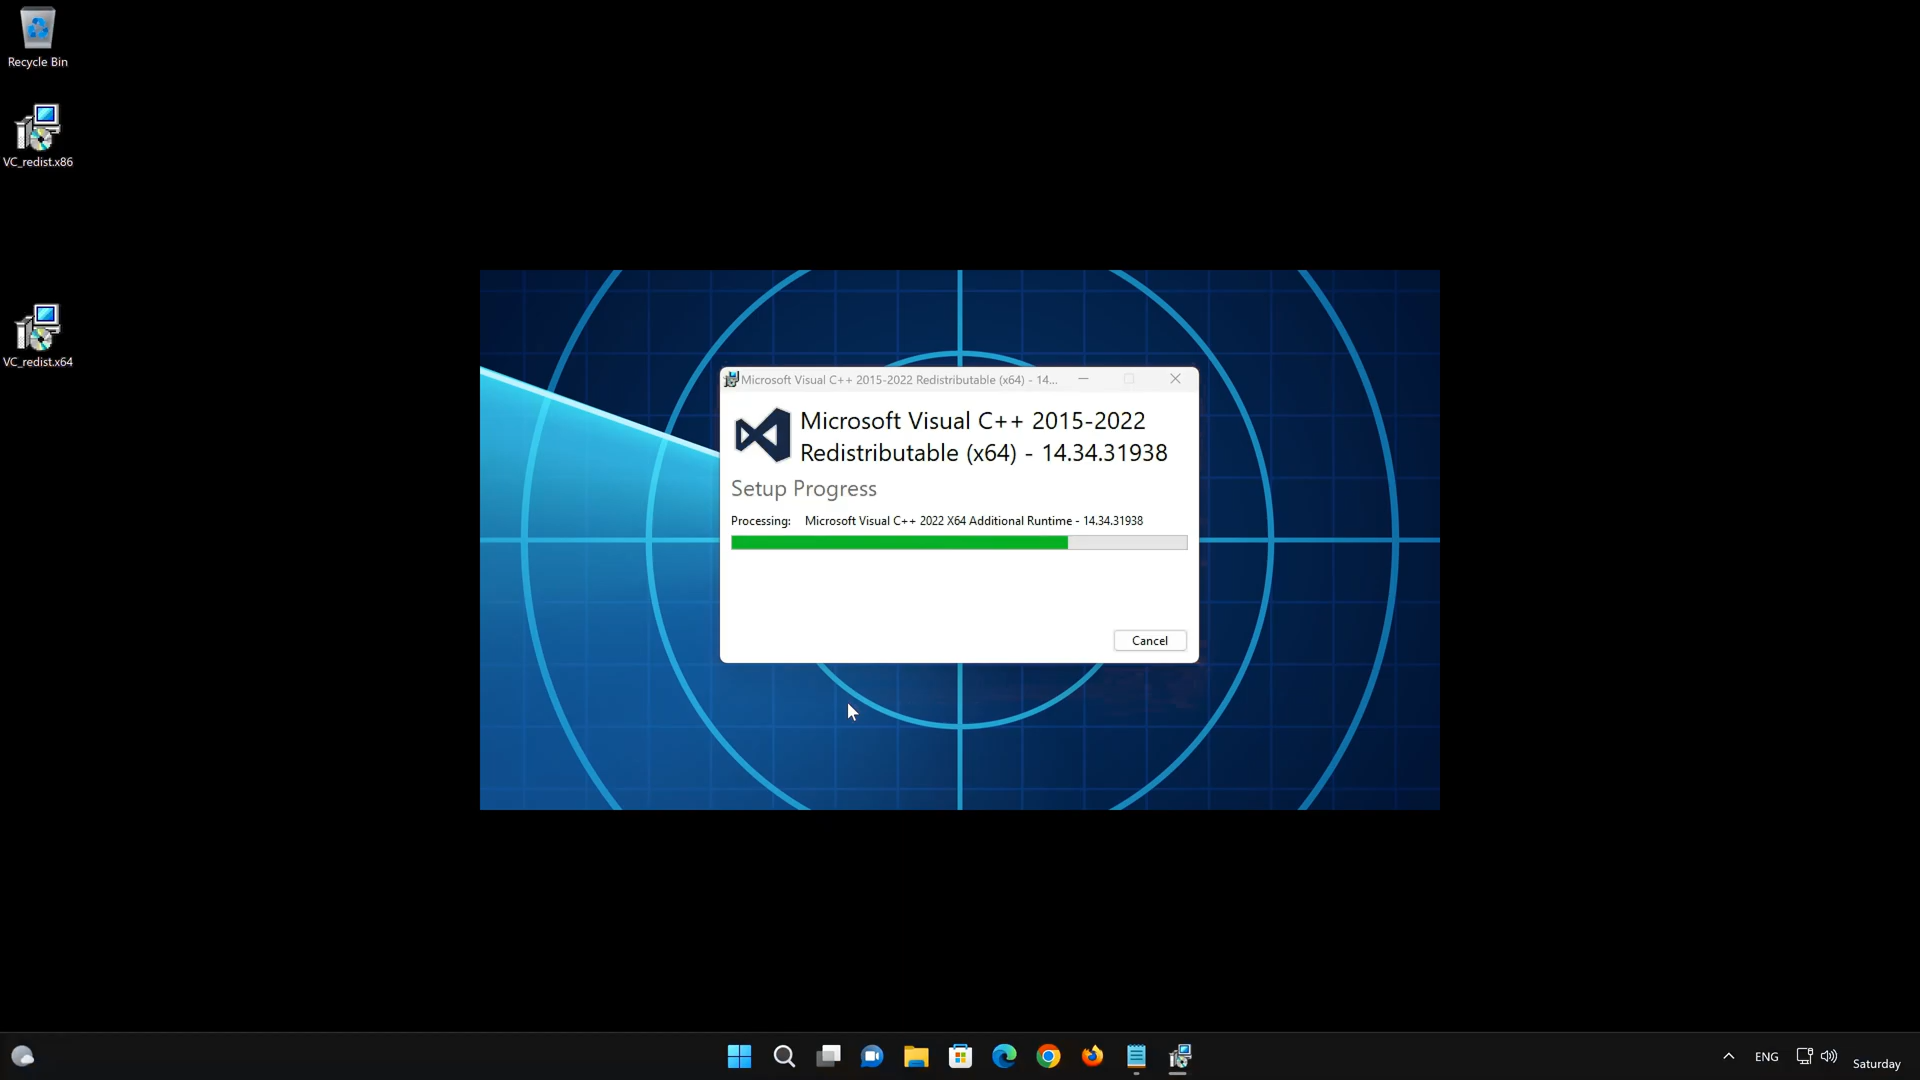 Recycle Bin
VC_redist.x86
VC_redist.x64
Microsoft Visual C++ 2015-2022 Redistributable (x64) - 14...
Microsoft Visual C++ 2015-2022
Redistributable (x64) - 14.34.31938
Setup Progress
Processing: Microsoft Visual C++ 2022 X64 Additional Runtime - 14.34.31938
Cancel
ENG
Saturday